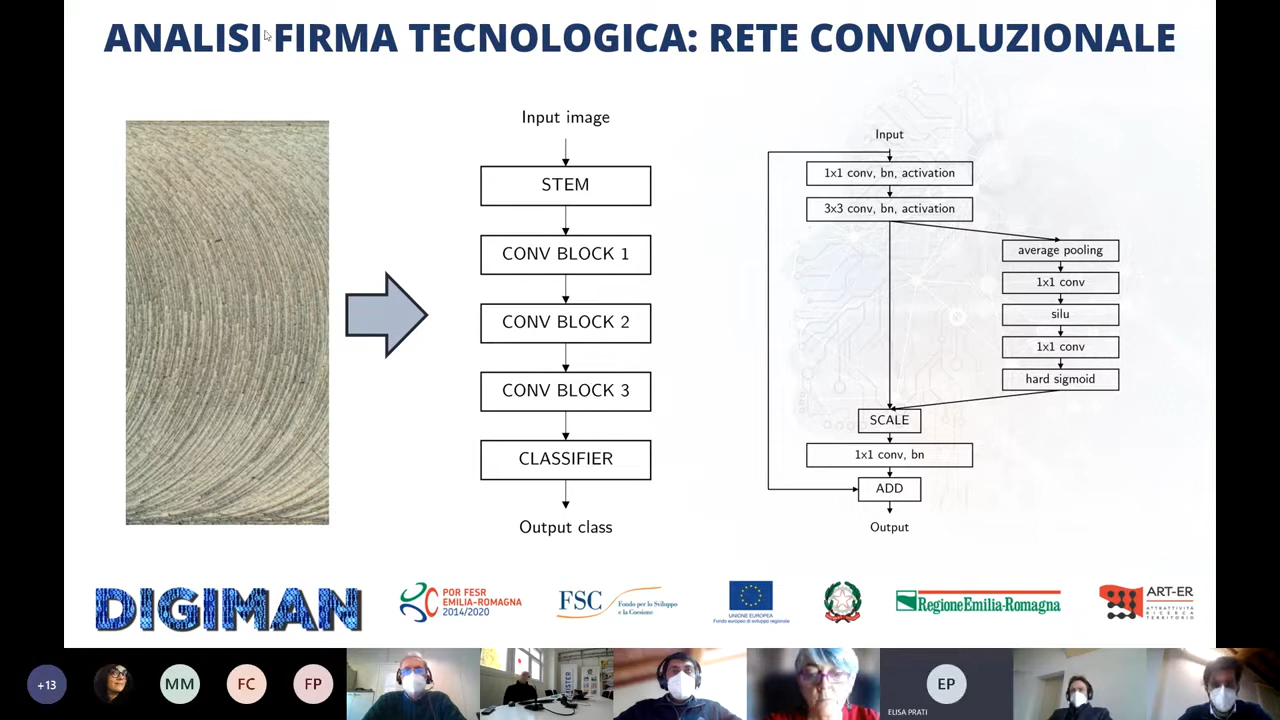 ANALISI FIRMA TECNOLOGICA: RETE CONVOLUZIONALE
Input image
STEM
CONV BLOCK 1
CONV BLOCK 2
CONV BLOCK 3
CLASSIFIER
Output class
Input
1x1 conv, bn, activation
3x3 conv, bn, activation
average pooling
1x1 conv
silu
1x1 conv
hard sigmoid
SCALE
1x1 conv, bn
ADD
Output
DIGIMAN
POR FESR
EMILIA-ROMAGNA
2014/2020
FSC
Fondo per lo Sviluppo
e la Coesione
UNIONE EUROPEA
Fondo europeo di sviluppo regionale
RegioneEmilia-Romagna
ART-ER
ATTRATTIVITÀ
RICERCA
TERRITORIO
+13
MM
FC
FP
EP
ELISA PRATI